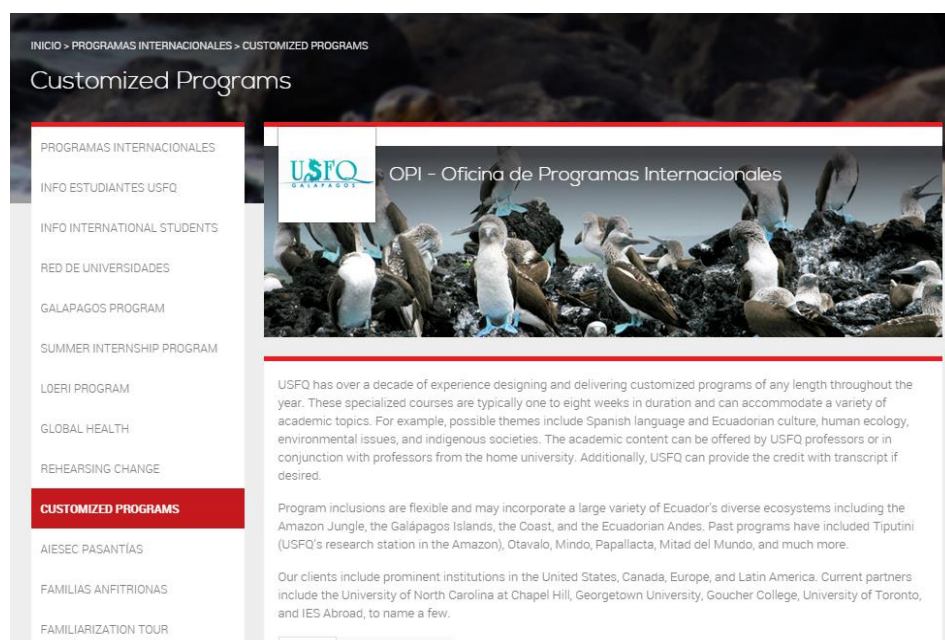 INICIO > PROGRAMAS INTERNACIONALES > CUSTOMIZED PROGRAMS
Customized Programs
PROGRAMAS INTERNACIONALES
INFO ESTUDIANTES USFQ
INFO INTERNATIONAL STUDENTS
RED DE UNIVERSIDADES
GALAPAGOS PROGRAM
SUMMER INTERNSHIP PROGRAM
LOERI PROGRAM
GLOBAL HEALTH
REHEARSING CHANGE
CUSTOMIZED PROGRAMS
AIESEC PASANTÍAS
FAMILIAS ANFITRIONAS
FAMILIARIZATION TOUR
USFQ
GALAPAGOS
OPI - Oficina de Programas Internacionales
USFQ has over a decade of experience designing and delivering customized programs of any length throughout the
year. These specialized courses are typically one to eight weeks in duration and can accommodate a variety of
academic topics. For example, possible themes include Spanish language and Ecuadorian culture, human ecology,
environmental issues, and indigenous societies. The academic content can be offered by USFQ professors or in
conjunction with professors from the home university. Additionally, USFQ can provide the credit with transcript if
desired.
Program inclusions are flexible and may incorporate a large variety of Ecuador's diverse ecosystems including the
Amazon Jungle, the Galápagos Islands, the Coast, and the Ecuadorian Andes. Past programs have included Tiputini
(USFQ's research station in the Amazon), Otavalo, Mindo, Papallacta, Mitad del Mundo, and much more.
Our clients include prominent institutions in the United States, Canada, Europe, and Latin America. Current partners
include the University of North Carolina at Chapel Hill, Georgetown University, Goucher College, University of Toronto,
and IES Abroad, to name a few.